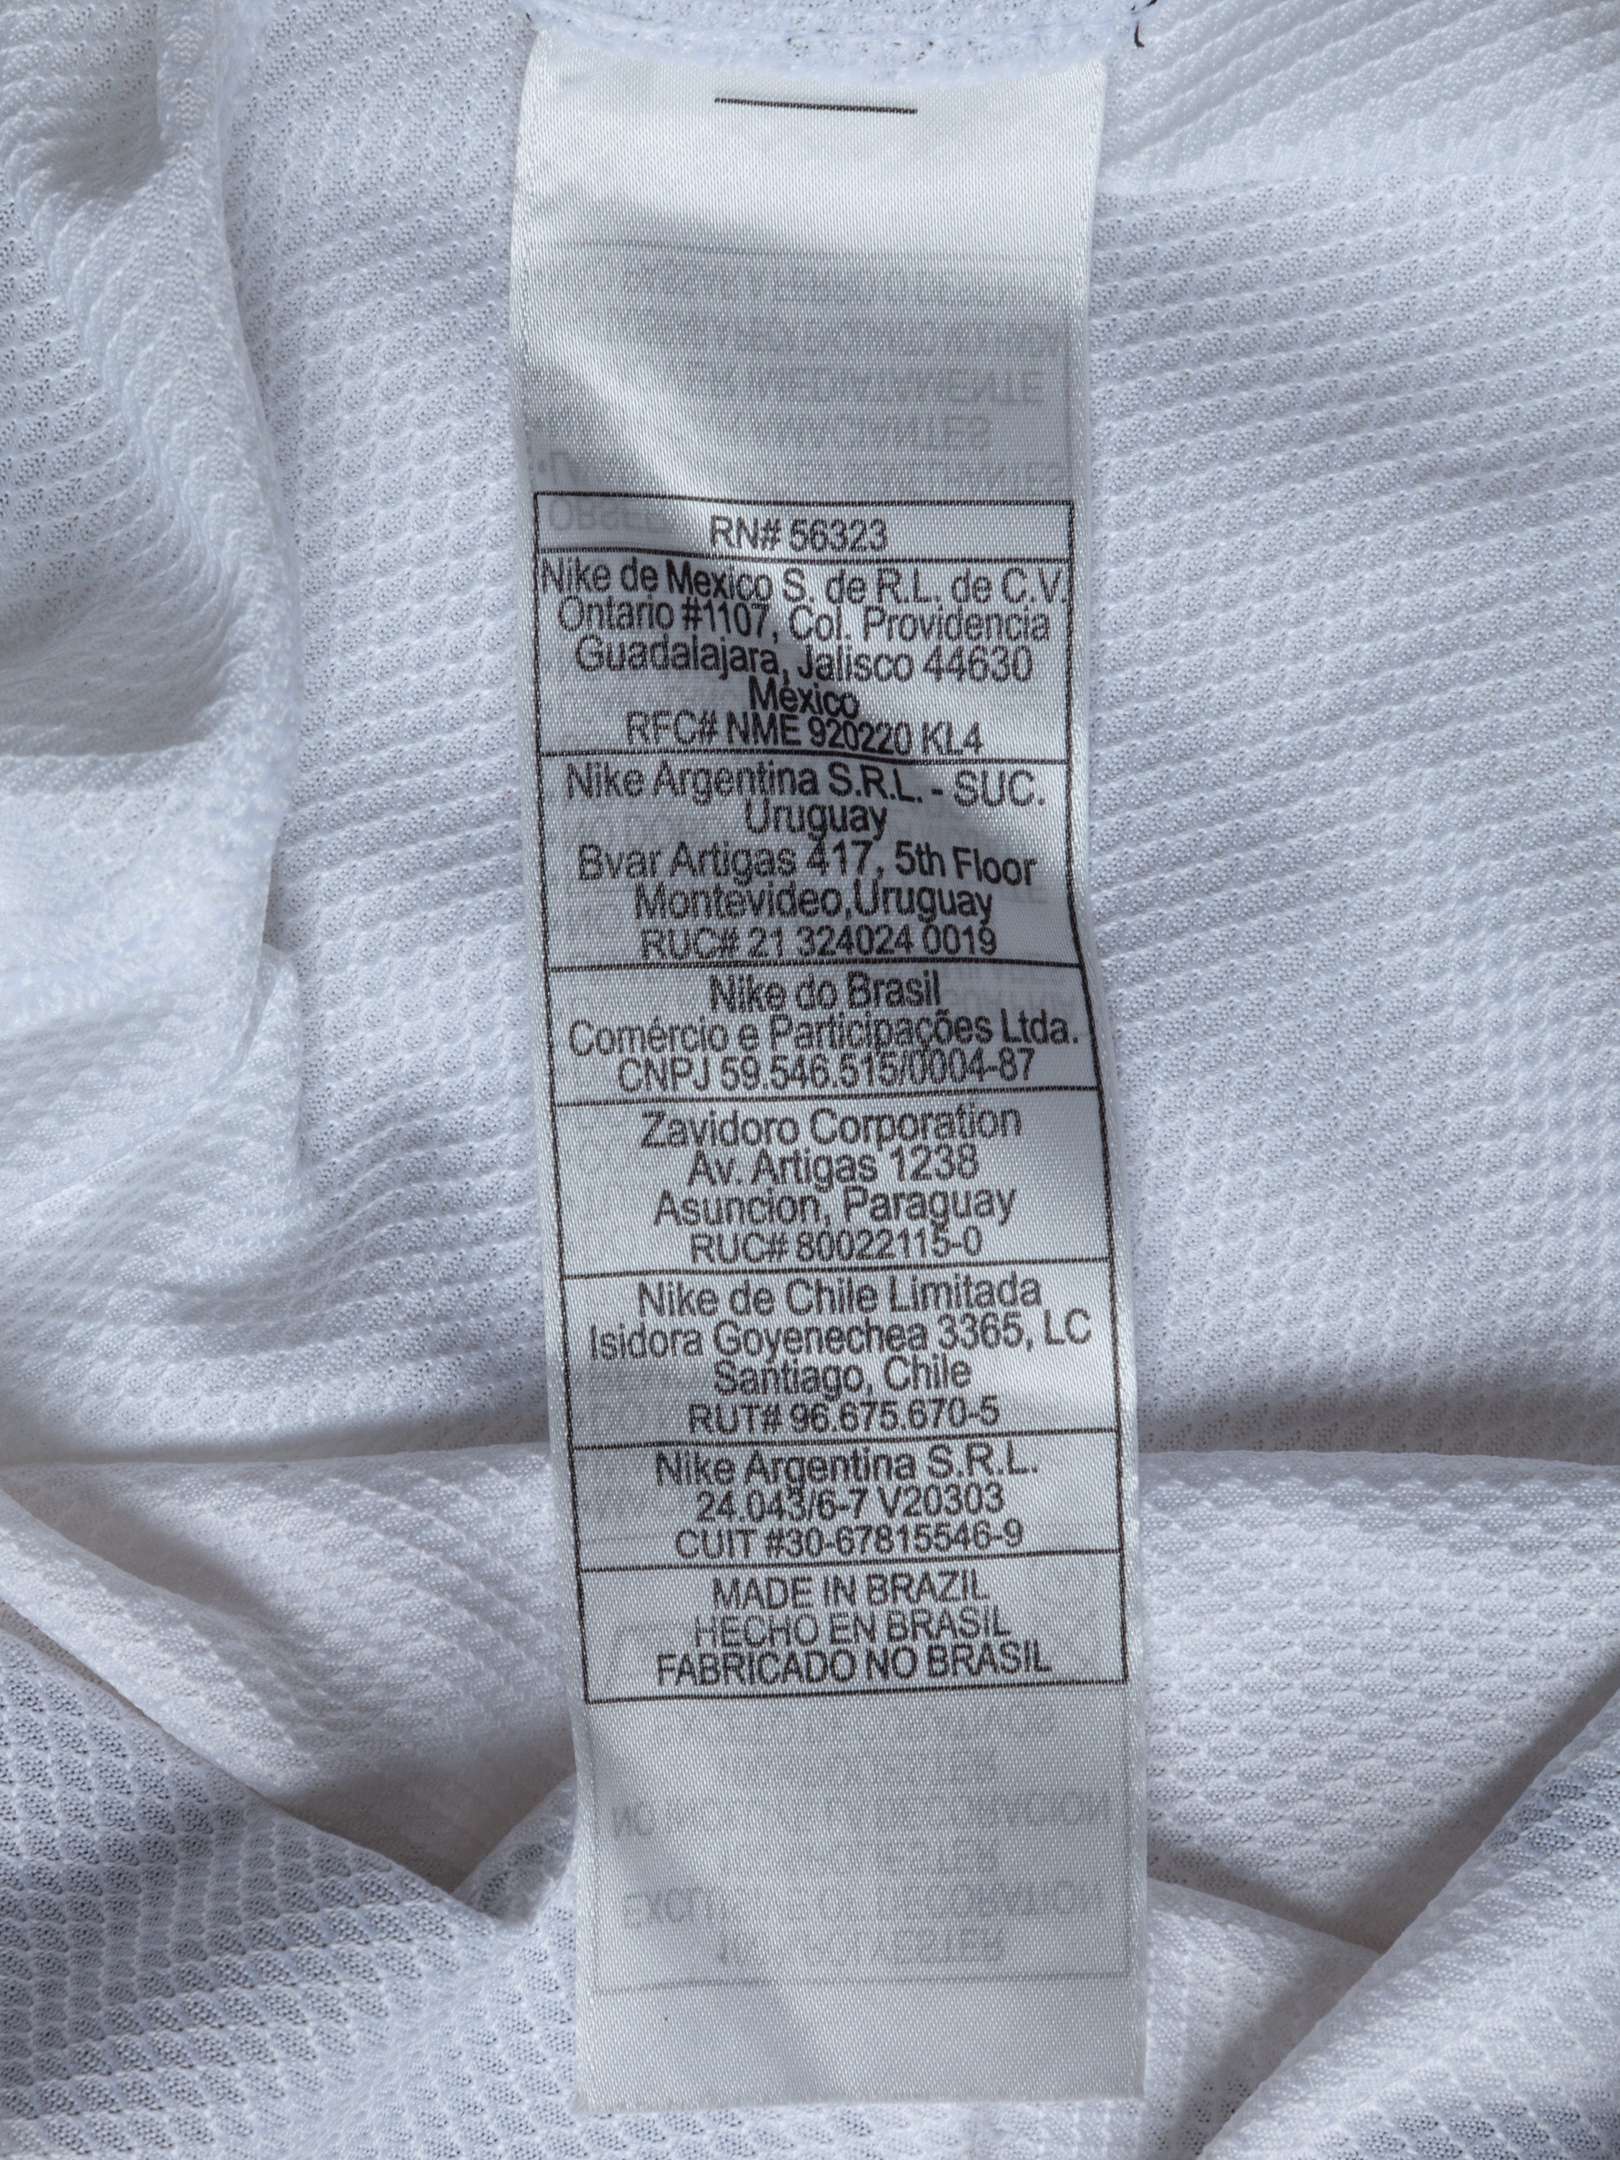 RN# 56323
Nike de Mexico S. de R.L. de C.V.
Ontario #1107, Col. Providencia
Guadalajara, Jalisco 44630
México
RFC# NME 920220 KL4
Nike Argentina S.R.L. - SUC.
Uruguay
Bvar Artigas 417, 5th Floor
Montevideo,Uruguay
RUC# 21 324024 0019
Nike do Brasil
Comércio e Participações Ltda.
CNPJ 59.546.515/0004-87
Zavidoro Corporation
Av. Artigas 1238
Asuncion, Paraguay
RUC# 80022115-0
Nike de Chile Limitada
Isidora Goyenechea 3365, LC
Santiago, Chile
RUT# 96.675.670-5
Nike Argentina S.R.L.
24.043/6-7 V20303
CUIT #30-67815546-9
MADE IN BRAZIL
HECHO EN BRASIL
FABRICADO NO BRASIL